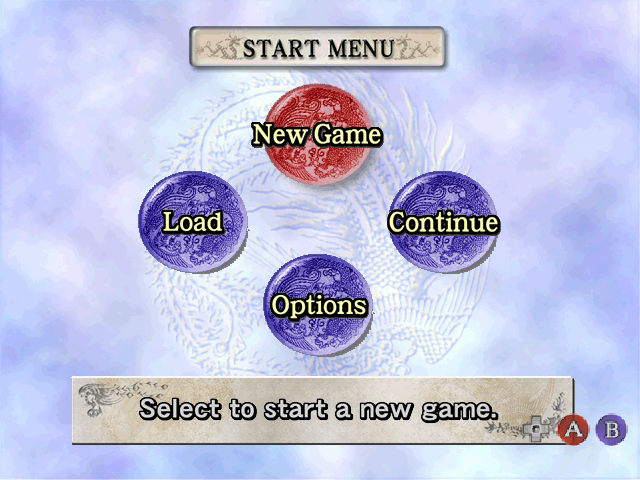 START MENU
New Game
Load
Continue
Options
Select to start a new game.
A B